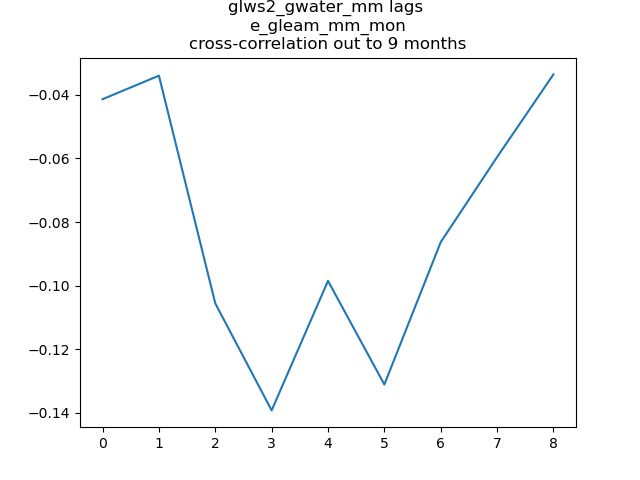 glws2_gwater_mm lags
e_gleam_mm_mon
cross-correlation out to 9 months
−0.04
−0.06
−0.08
−0.10
−0.12
−0.14
0 1 2 3 4 5 6 7 8